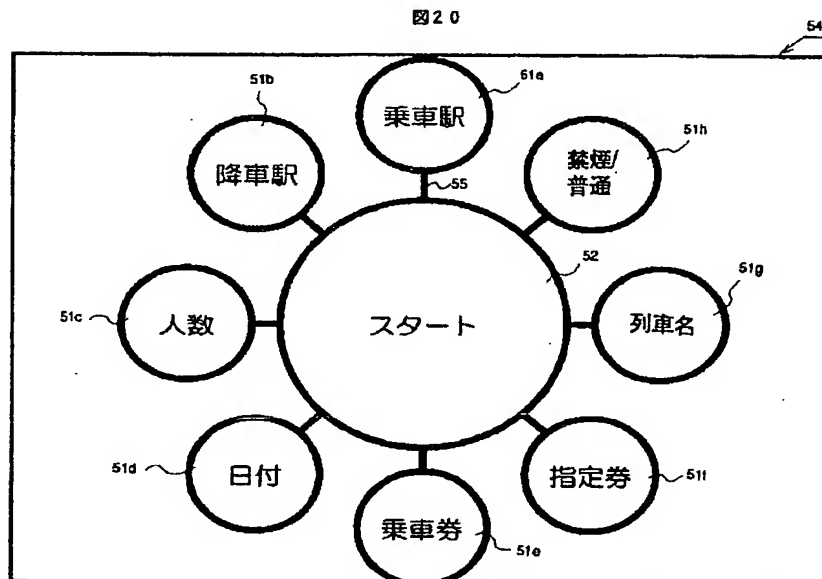 図20
54
51b
51a
51h
乗車駅
降車駅
禁煙/
普通
55
52
51g
51c
人数
スタート
列車名
51d
日付
乗車券
指定券
51f
51e